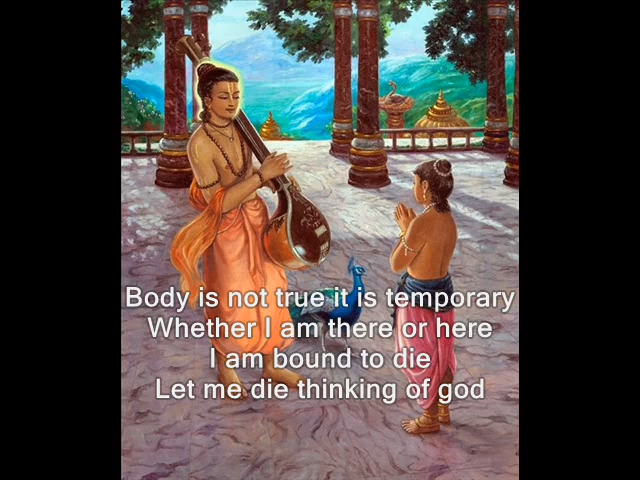 Body is not true it is temporary
Whether I am there or here
I am bound to die
Let me die thinking of god